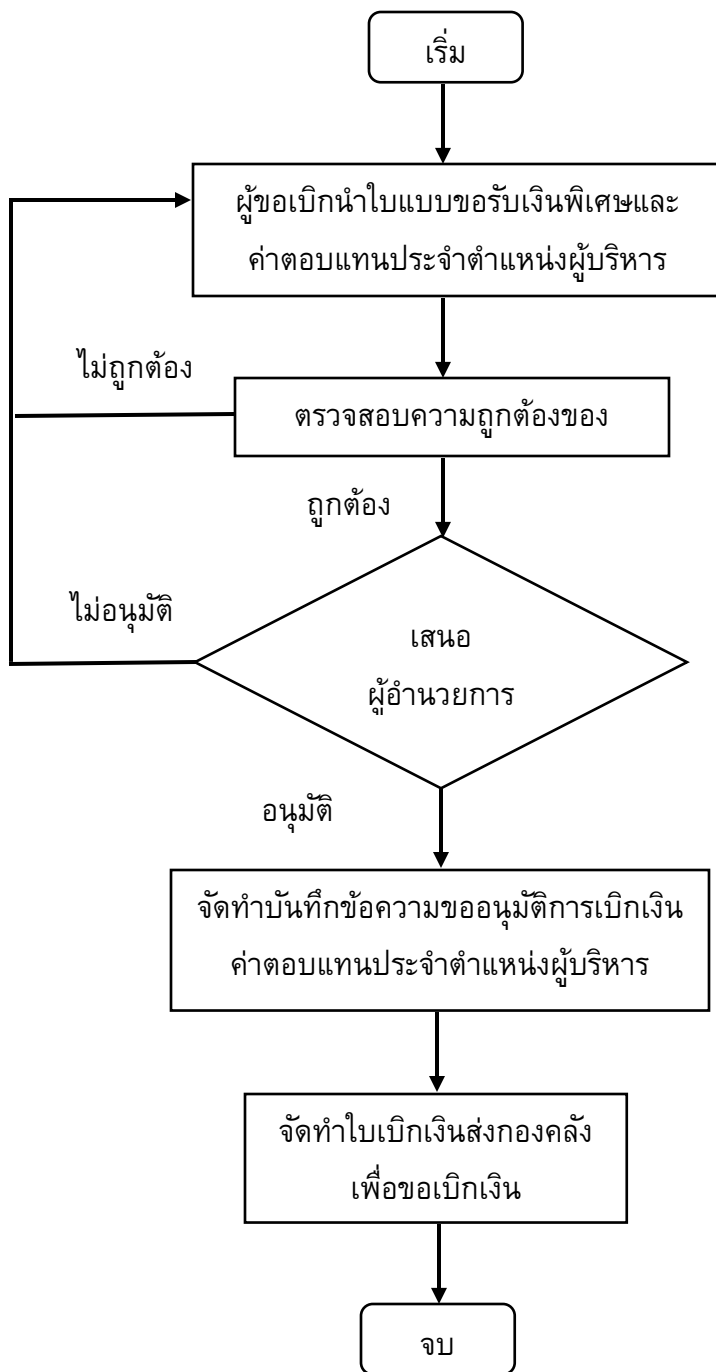 เริ่ม
ผู้ขอเบิกนำใบแบบขอรับเงินพิเศษและ
ค่าตอบแทนประจำตำแหน่งผู้บริหาร
ไม่ถูกต้อง
ตรวจสอบความถูกต้องของ
ถูกต้อง
ไม่อนุมัติ
เสนอ
ผู้อำนวยการ
อนุมัติ
จัดทำบันทึกข้อความขออนุมัติการเบิกเงิน
ค่าตอบแทนประจำตำแหน่งผู้บริหาร
จัดทำใบเบิกเงินส่งกองคลัง
เพื่อขอเบิกเงิน
จบ